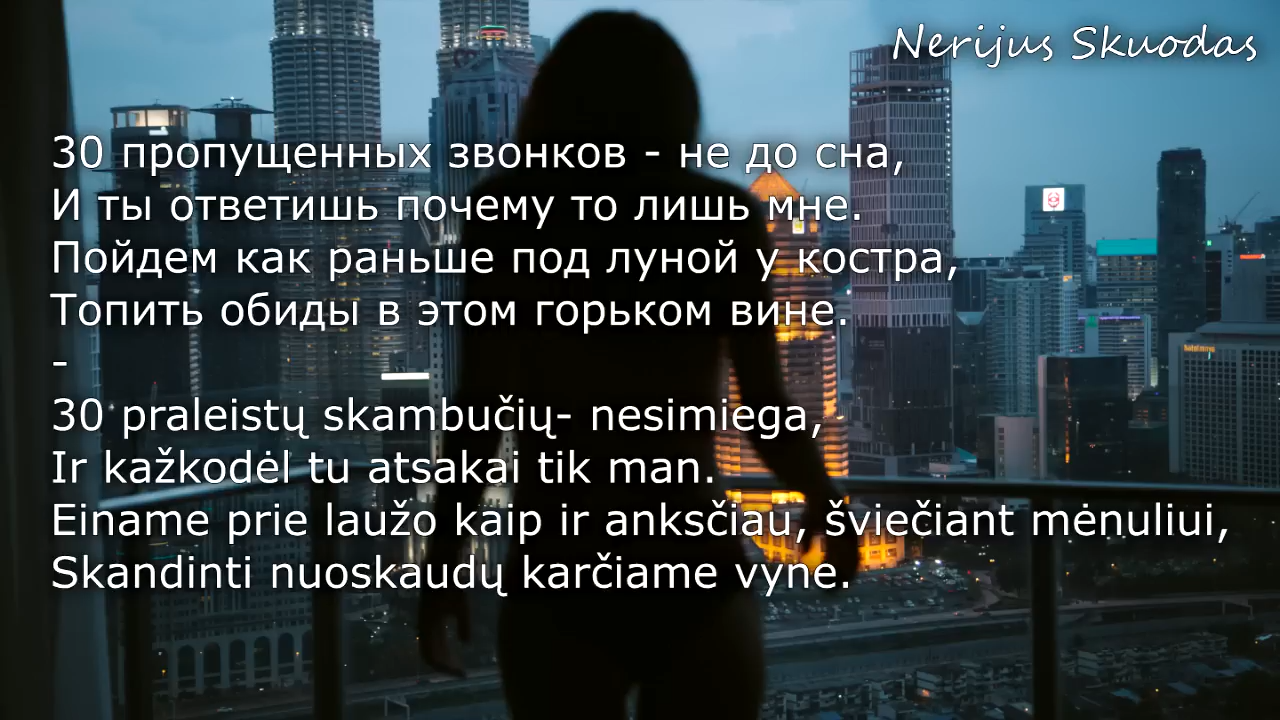 Nerijus Skuodas
30 пропущенных звонков - не до сна,
И ты ответишь почему то лишь мне.
Пойдем как раньше под луной у костра,
Топить обиды в этом горьком вине.
-
30 praleistų skambučių- nesimiega,
Ir kažkodėl tu atsakai tik man.
Einame prie laužo kaip ir anksčiau, šviečiant mėnuliui,
Skandinti nuoskaudų karčiame vyne.